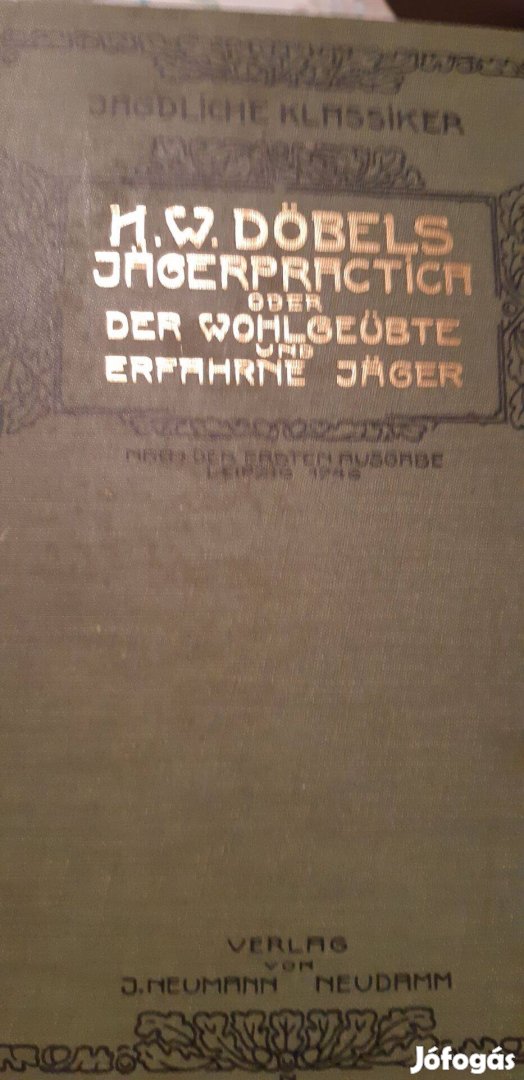 JAGDLICHE KLASSIKER
H.W. DÖBELS
JÄGERPRACTICA
ODER
DER WOHLGEÜBTE
UND
ERFAHRNE JÄGER
NACH DER ERSTEN AUSGABE
LEIPZIG 1746
VERLAG
VON
J. NEUMANN NEUDAMM
Jófogás